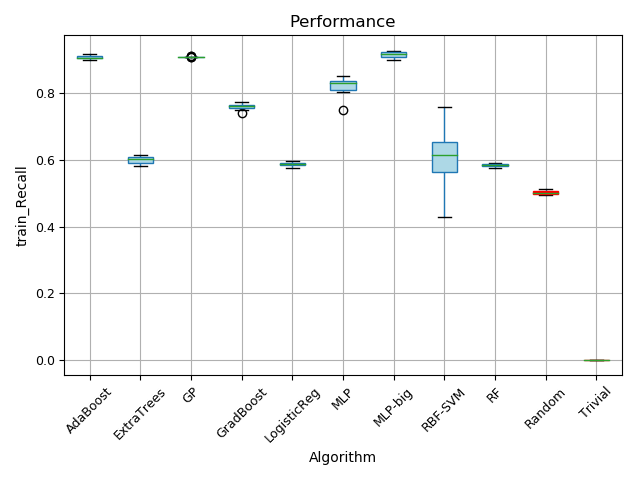 Performance
train_Recall
0.8
0.6
0.4
0.2
0.0
AdaBoost
ExtraTrees
GP
GradBoost
LogisticReg
MLP
MLP-big
RBF-SVM
RF
Random
Trivial
Algorithm